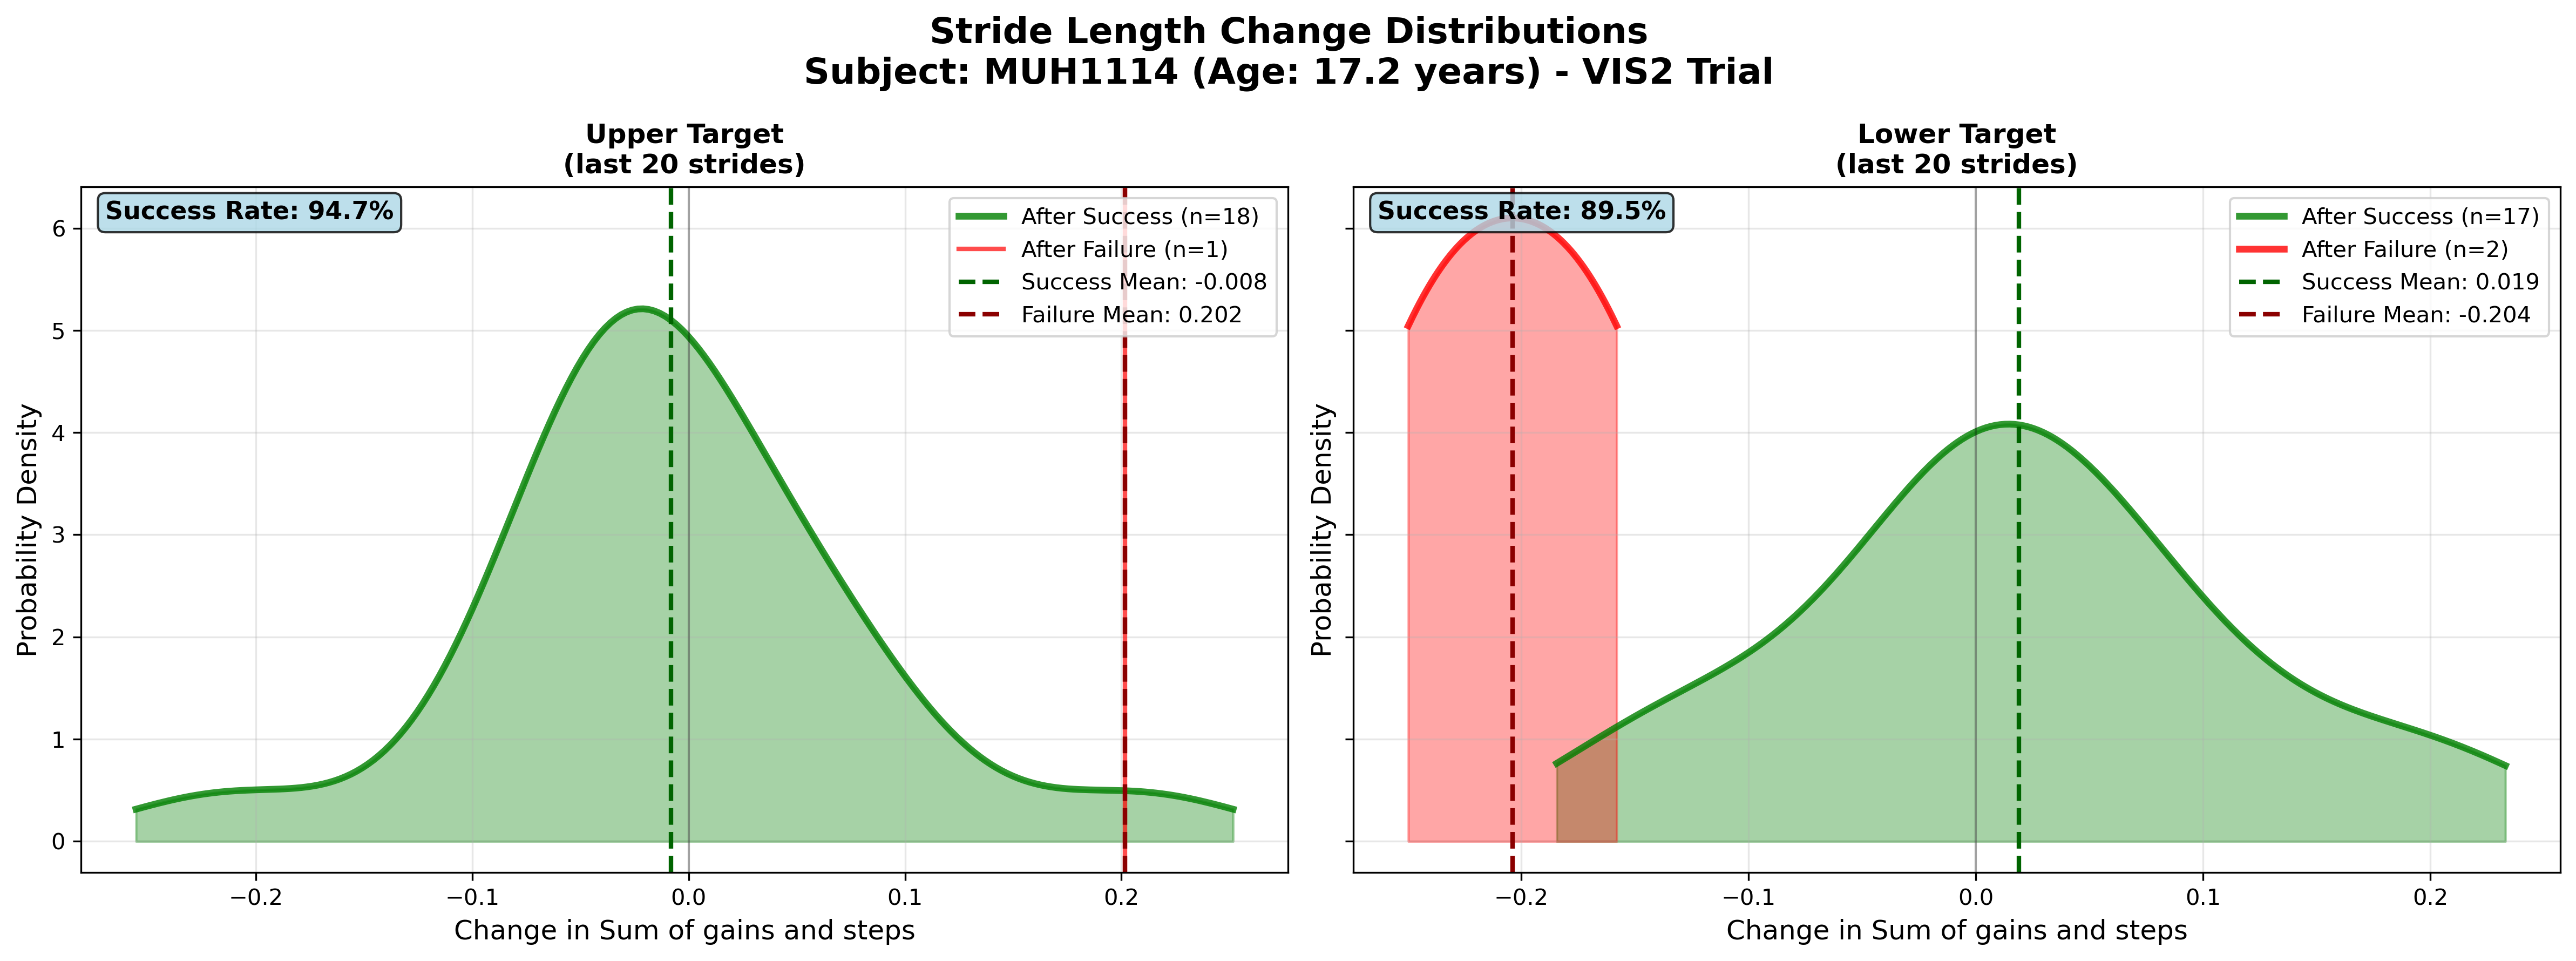 Stride Length Change Distributions
Subject: MUH1114 (Age: 17.2 years) - VIS2 Trial
Upper Target
(last 20 strides)
Success Rate: 94.7%
After Success (n=18)
After Failure (n=1)
Success Mean: -0.008
Failure Mean: 0.202
Probability Density
6
5
4
3
2
1
0
−0.2
−0.1
0.0
0.1
0.2
Change in Sum of gains and steps
Lower Target
(last 20 strides)
Success Rate: 89.5%
After Success (n=17)
After Failure (n=2)
Success Mean: 0.019
Failure Mean: -0.204
Probability Density
−0.2
−0.1
0.0
0.1
0.2
Change in Sum of gains and steps